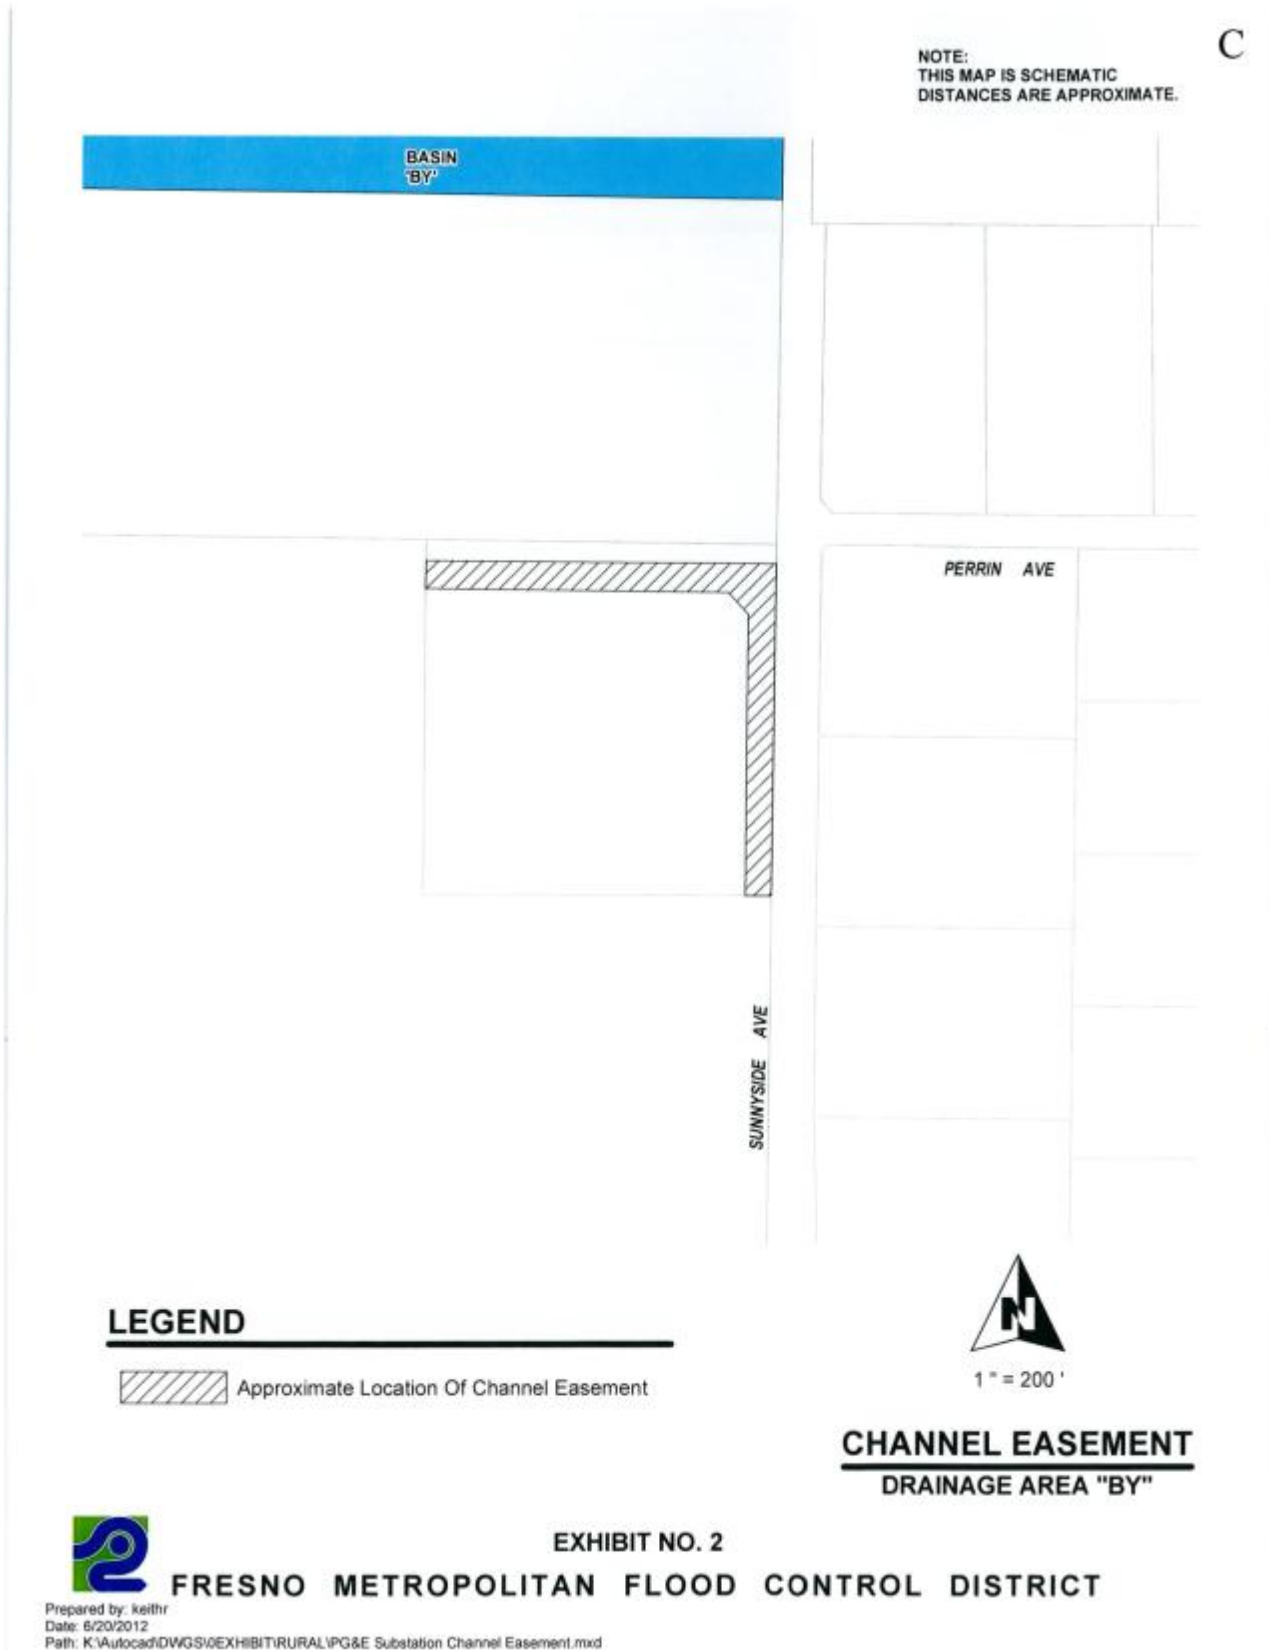 C
NOTE:
THIS MAP IS SCHEMATIC
DISTANCES ARE APPROXIMATE.
BASIN
'BY'
PERRIN AVE
SUNNYSIDE AVE
LEGEND
Approximate Location Of Channel Easement
N
1 " = 200 '
CHANNEL EASEMENT
DRAINAGE AREA "BY"
EXHIBIT NO. 2
FRESNO METROPOLITAN FLOOD CONTROL DISTRICT
Prepared by: keithr
Date: 6/20/2012
Path: K:\Autocad\DWGS\0EXHIBIT\RURAL\PG&E Substation Channel Easement.mxd